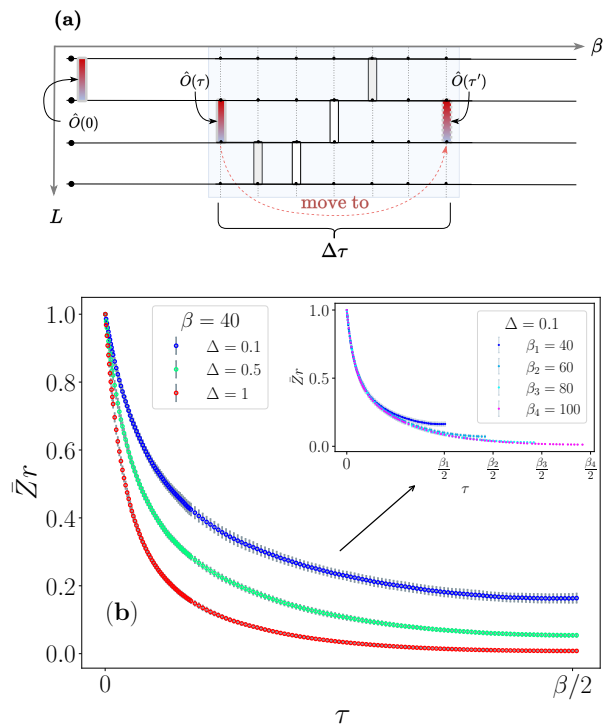 (a)
β
Ô(0)
Ô(τ)
Ô(τ′)
L
move to
Δτ
β = 40
Δ = 0.1
Δ = 0.5
Δ = 1
1.0
0.8
0.6
0.4
0.2
0.0
Z̄r
0
β/2
τ
(b)
Δ = 0.1
β₁ = 40
β₂ = 60
β₃ = 80
β₄ = 100
1.0
0.5
0.0
Z̄r
0
β₁/2
β₂/2
β₃/2
β₄/2
τ